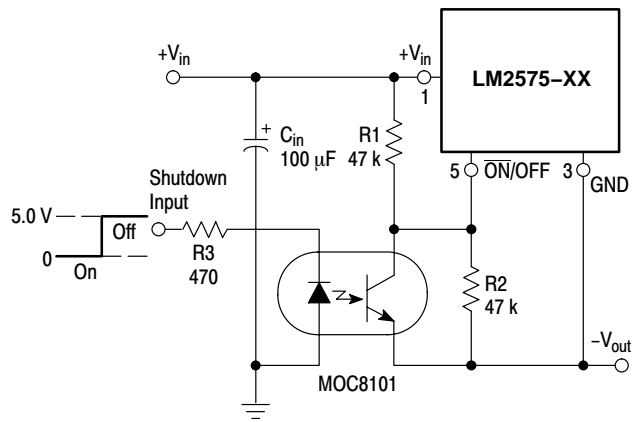 +Vin
+Vin
1
LM2575–XX
Cin
100 µF
+
R1
47 k
5 O̅N̅/OFF 3
GND
Shutdown
Input
5.0 V
Off
0
On
R3
470
R2
47 k
–Vout
MOC8101